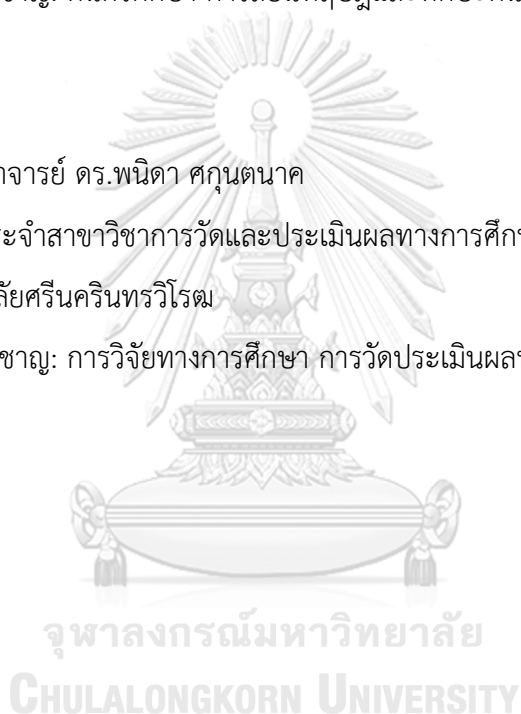 าจารย์ ดร.พนิดา ศกุนตนาค
ระจำสาขาวิชาการวัดและประเมินผลทางการศึกษ
ลัยศรีนครินทรวิโรฒ
ชาญ: การวิจัยทางการศึกษา การวัดประเมินผล
จุฬาลงกรณ์มหาวิทยาลัย
CHULALONGKORN UNIVERSITY